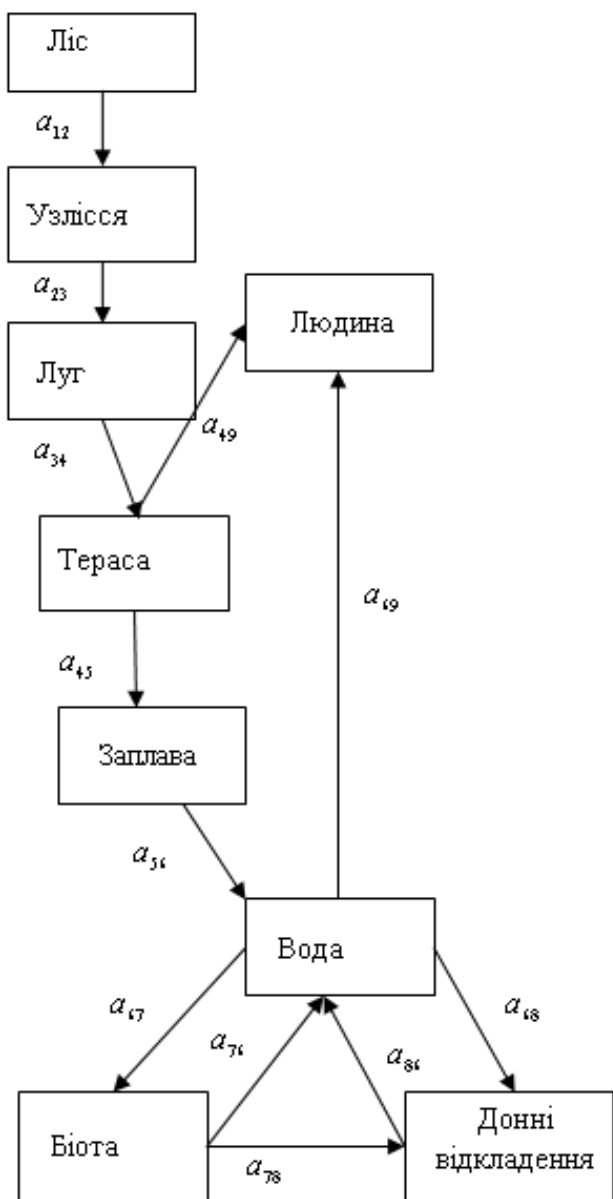 Ліс
a₁₂
Узлісся
a₂₃
Людина
Луг
a₄₉
a₃₄
Тераса
a₆₉
a₄₅
Заплава
a₅₆
Вода
a₆₇
a₇₆
a₈₆
a₆₈
Біота
a₇₈
Донні
відкладення